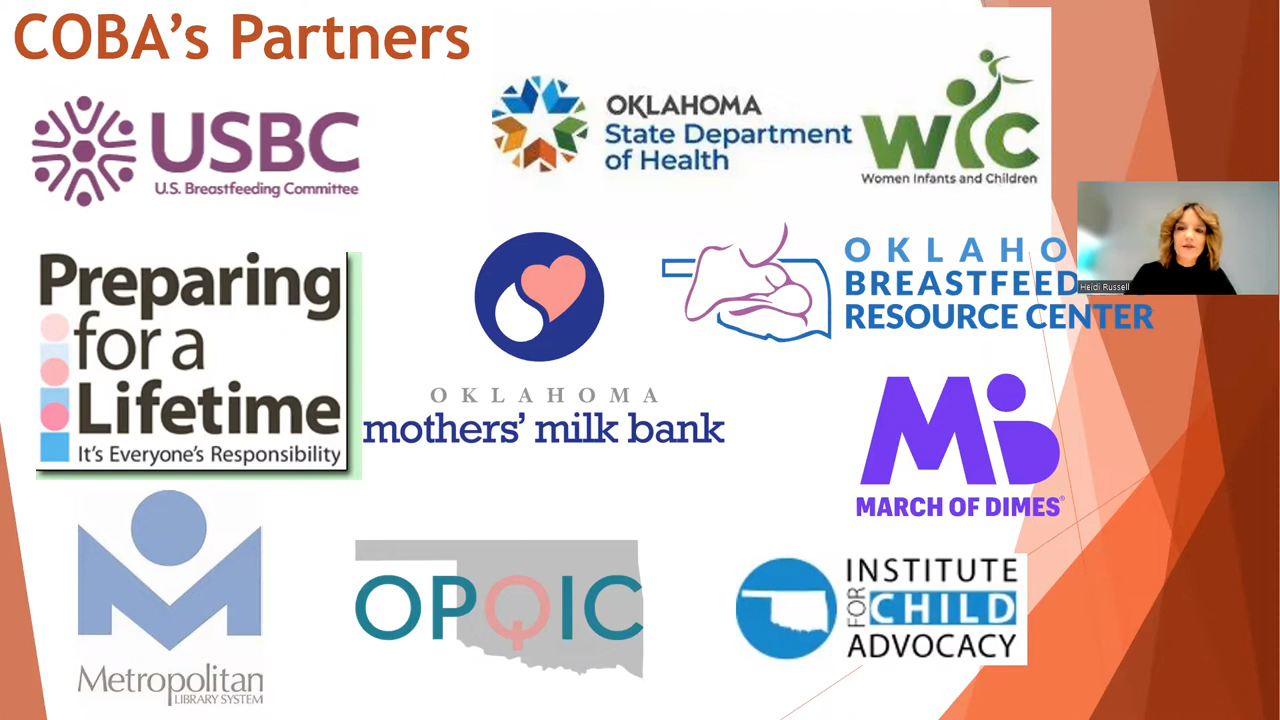 COBA's Partners
USBC
U.S. Breastfeeding Committee
OKLAHOMA
State Department
of Health
WIC
Women Infants and Children
Preparing
for a
Lifetime
It's Everyone's Responsibility
OKLAHOMA
mothers' milk bank
OKLAHO
BREASTFEED
RESOURCE CENTER
Heidi Russell
MARCH OF DIMES®
Metropolitan
LIBRARY SYSTEM
OPQIC
INSTITUTE
FOR CHILD
ADVOCACY